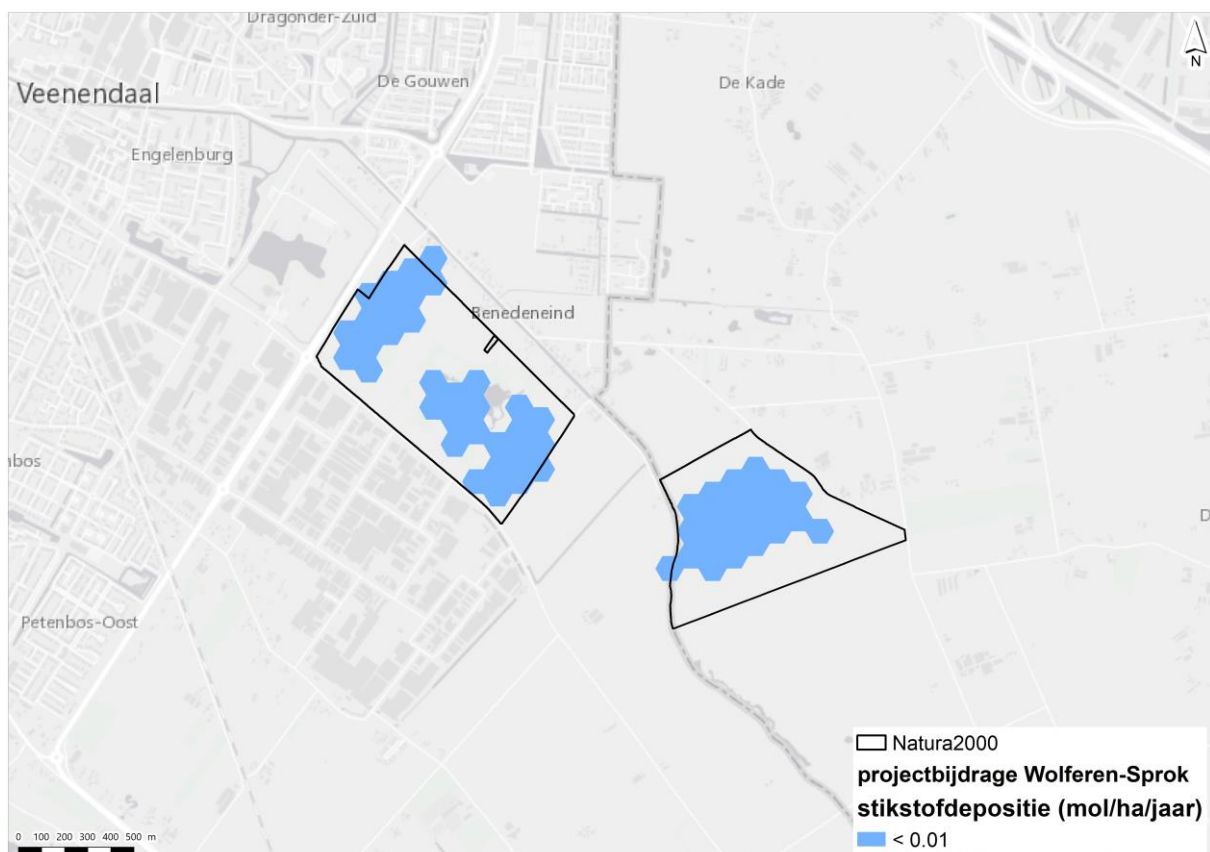 Dragonder-Zuid
N
De Gouwen
De Kade
Veenendaal
Engelenburg
Benedeneind
nbos
D
Petenbos-Oost
Natura2000
projectbijdrage Wolferen-Sprok
stikstofdepositie (mol/ha/jaar)
< 0.01
0 100 200 300 400 500 m